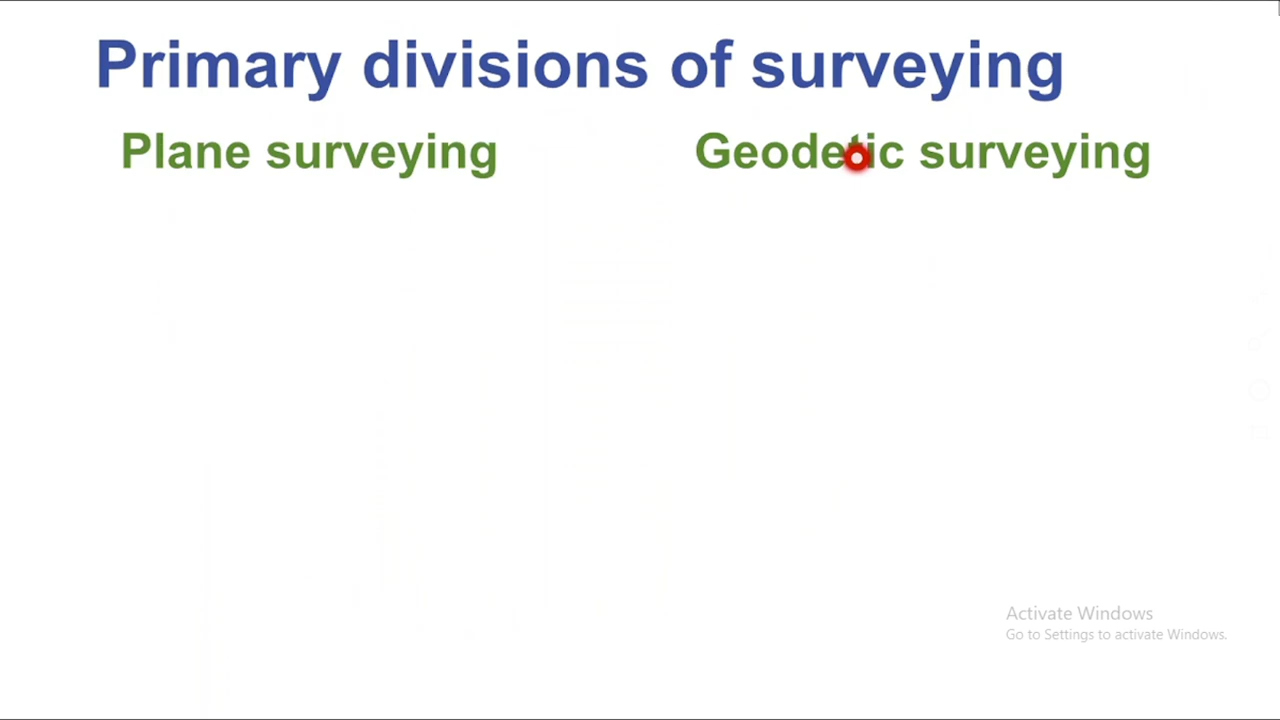 Primary divisions of surveying
Plane surveying
Geodetic surveying
Activate Windows
Go to Settings to activate Windows.